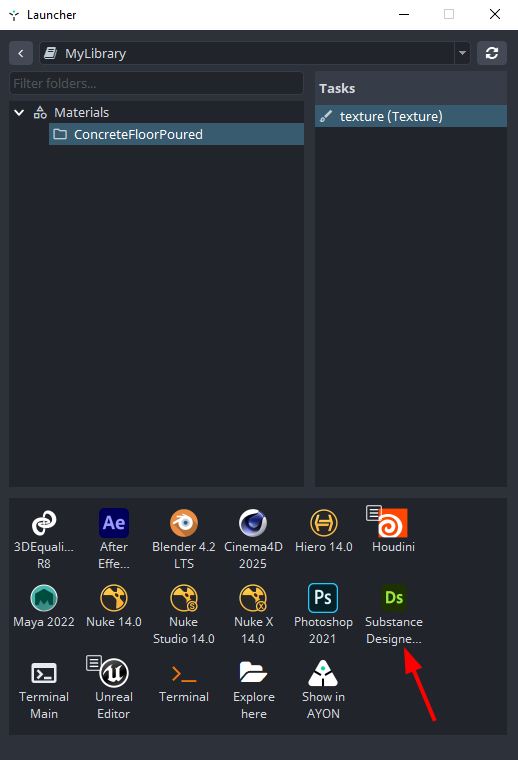 Launcher
MyLibrary
Filter folders...
Tasks
Materials
texture (Texture)
ConcreteFloorPoured
Ae
3DEquali...
R8
After
Effe...
Blender 4.2
LTS
Cinema4D
2025
Hiero 14.0
Houdini
Ps
Ds
Maya 2022
Nuke 14.0
Nuke
Studio 14.0
Nuke X
14.0
Photoshop
2021
Substance
Designe...
Terminal
Main
Unreal
Editor
Terminal
Explore
here
Show in
AYON